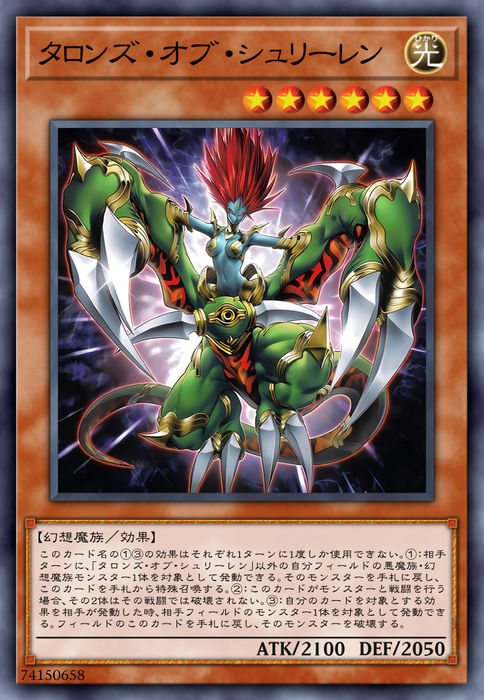 タロンズ・オブ・シュリーレン
ひかり
光
【幻想魔族／効果】
このカード名の①③の効果はそれぞれ1ターンに1度しか使用できない。①：相手
ターンに、「タロンズ・オブ・シュリーレン」以外の自分フィールドの悪魔族・幻
想魔族モンスター1体を対象として発動できる。そのモンスターを手札に戻し、
このカードを手札から特殊召喚する。②：このカードがモンスターと戦闘を行う
場合、その2体はその戦闘では破壊されない。③：自分のカードを対象とする効
果を相手が発動した時、相手フィールドのモンスター1体を対象として発動でき
る。フィールドのこのカードを手札に戻し、そのモンスターを破壊する。
ATK/2100 DEF/2050
74150658